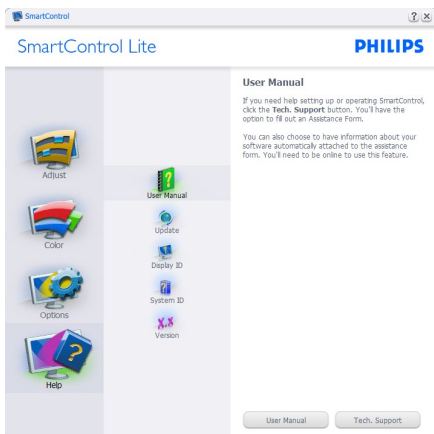 SmartControl
SmartControl Lite
PHILIPS
Adjust
Color
Options
Help
User Manual
Update
Display ID
System ID
X.X
Version
User Manual
If you need help setting up or operating SmartControl,
click the Tech. Support button. You'll have the
option to fill out an Assistance Form.
You can also choose to have information about your
software automatically attached to the assistance
form. You'll need to be online to use this feature.
User Manual
Tech. Support